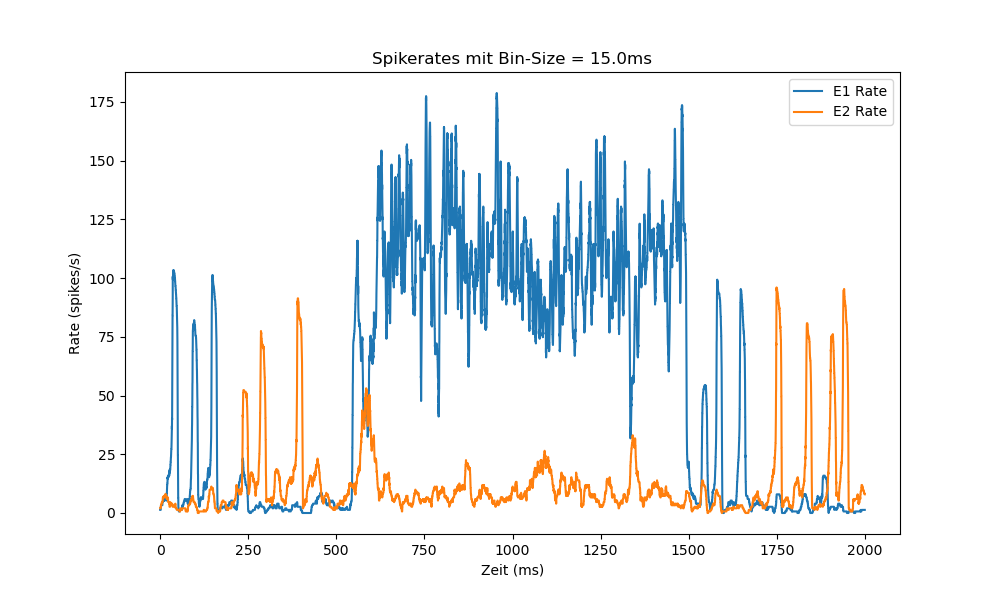 Spikerates mit Bin-Size = 15.0ms
E1 Rate
E2 Rate
Rate (spikes/s)
175
150
125
100
75
50
25
0
0 250 500 750 1000 1250 1500 1750 2000
Zeit (ms)